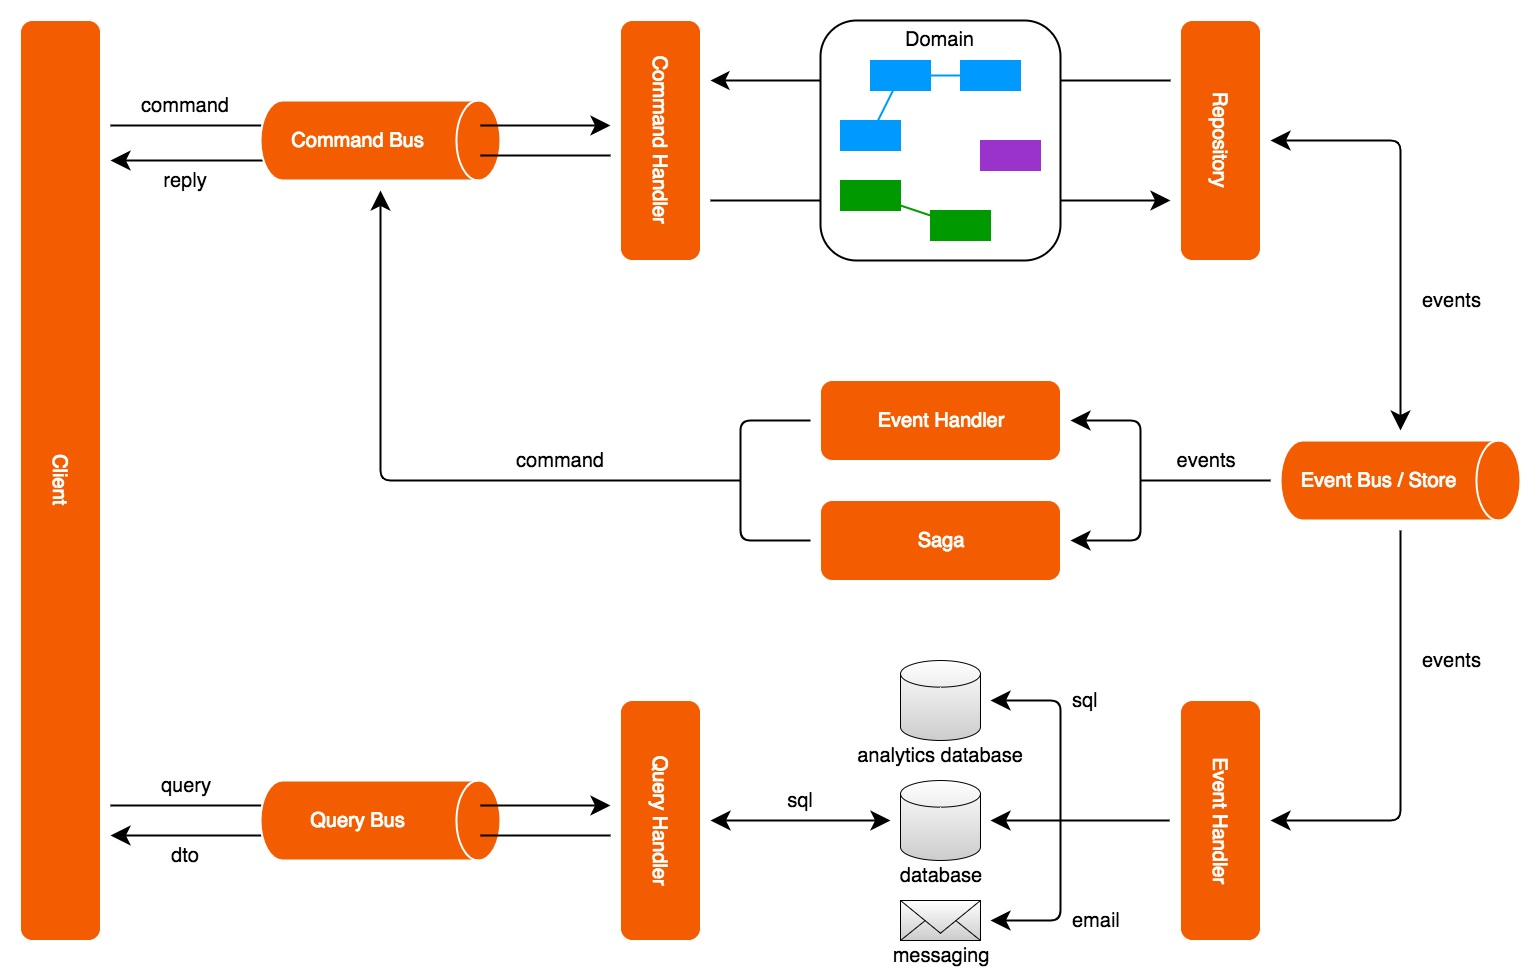 Client
command
reply
Command Bus
Command Handler
Domain
Repository
events
Event Handler
command
events
Event Bus / Store
Saga
events
query
dto
Query Bus
Query Handler
sql
analytics database
sql
database
email
messaging
Event Handler